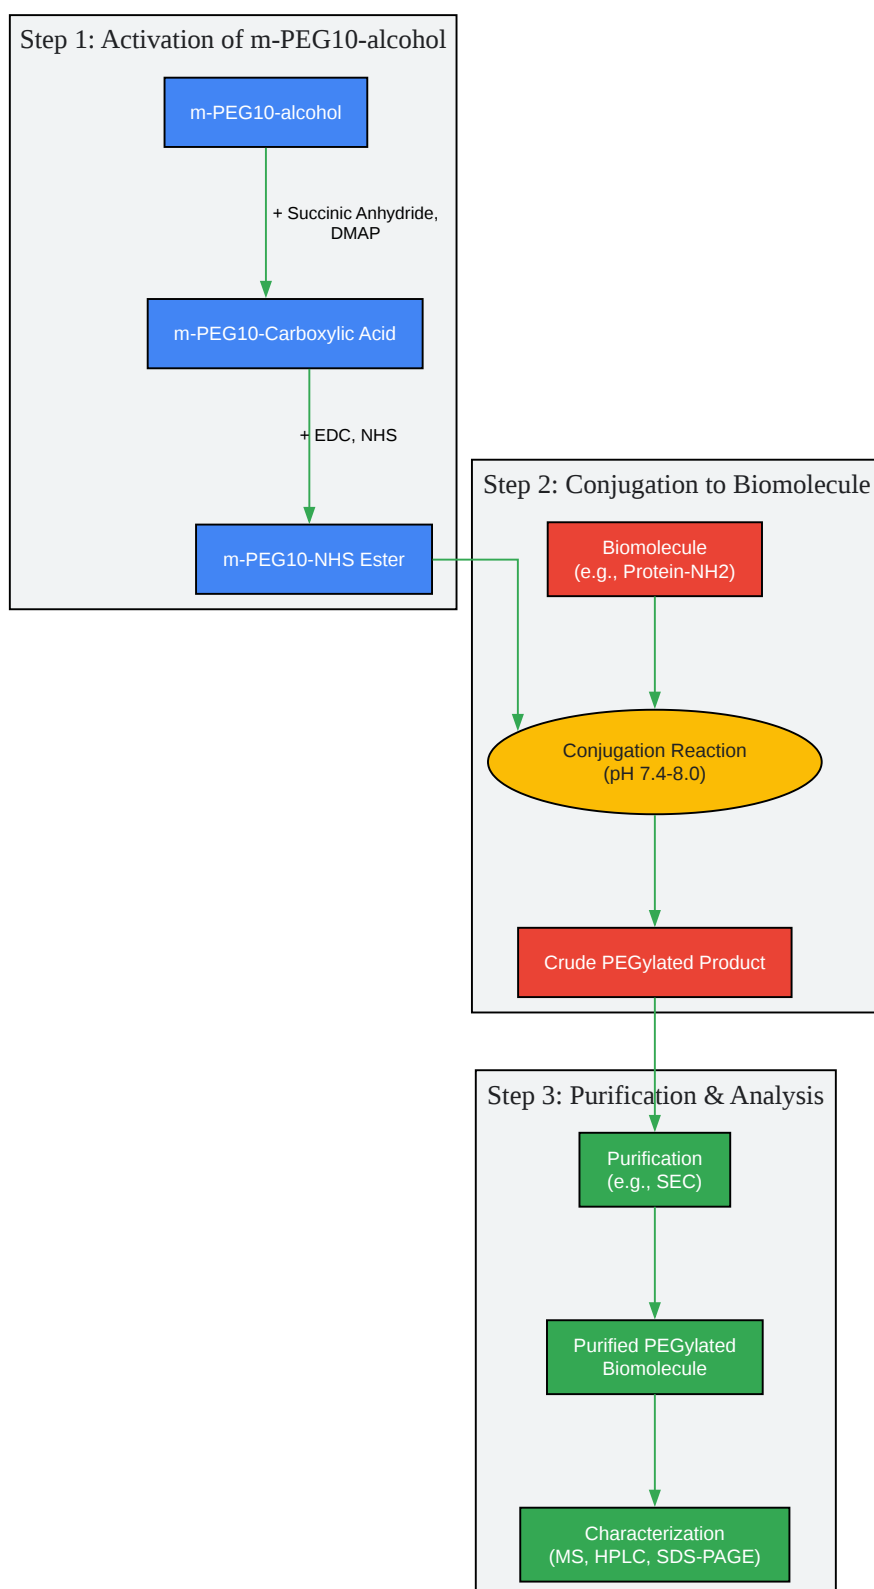 Step 1: Activation of m-PEG10-alcohol
m-PEG10-alcohol
+ Succinic Anhydride,
DMAP
m-PEG10-Carboxylic Acid
+ EDC, NHS
m-PEG10-NHS Ester
Step 2: Conjugation to Biomolecule
Biomolecule
(e.g., Protein-NH2)
Conjugation Reaction
(pH 7.4-8.0)
Crude PEGylated Product
Step 3: Purification & Analysis
Purification
(e.g., SEC)
Purified PEGylated
Biomolecule
Characterization
(MS, HPLC, SDS-PAGE)